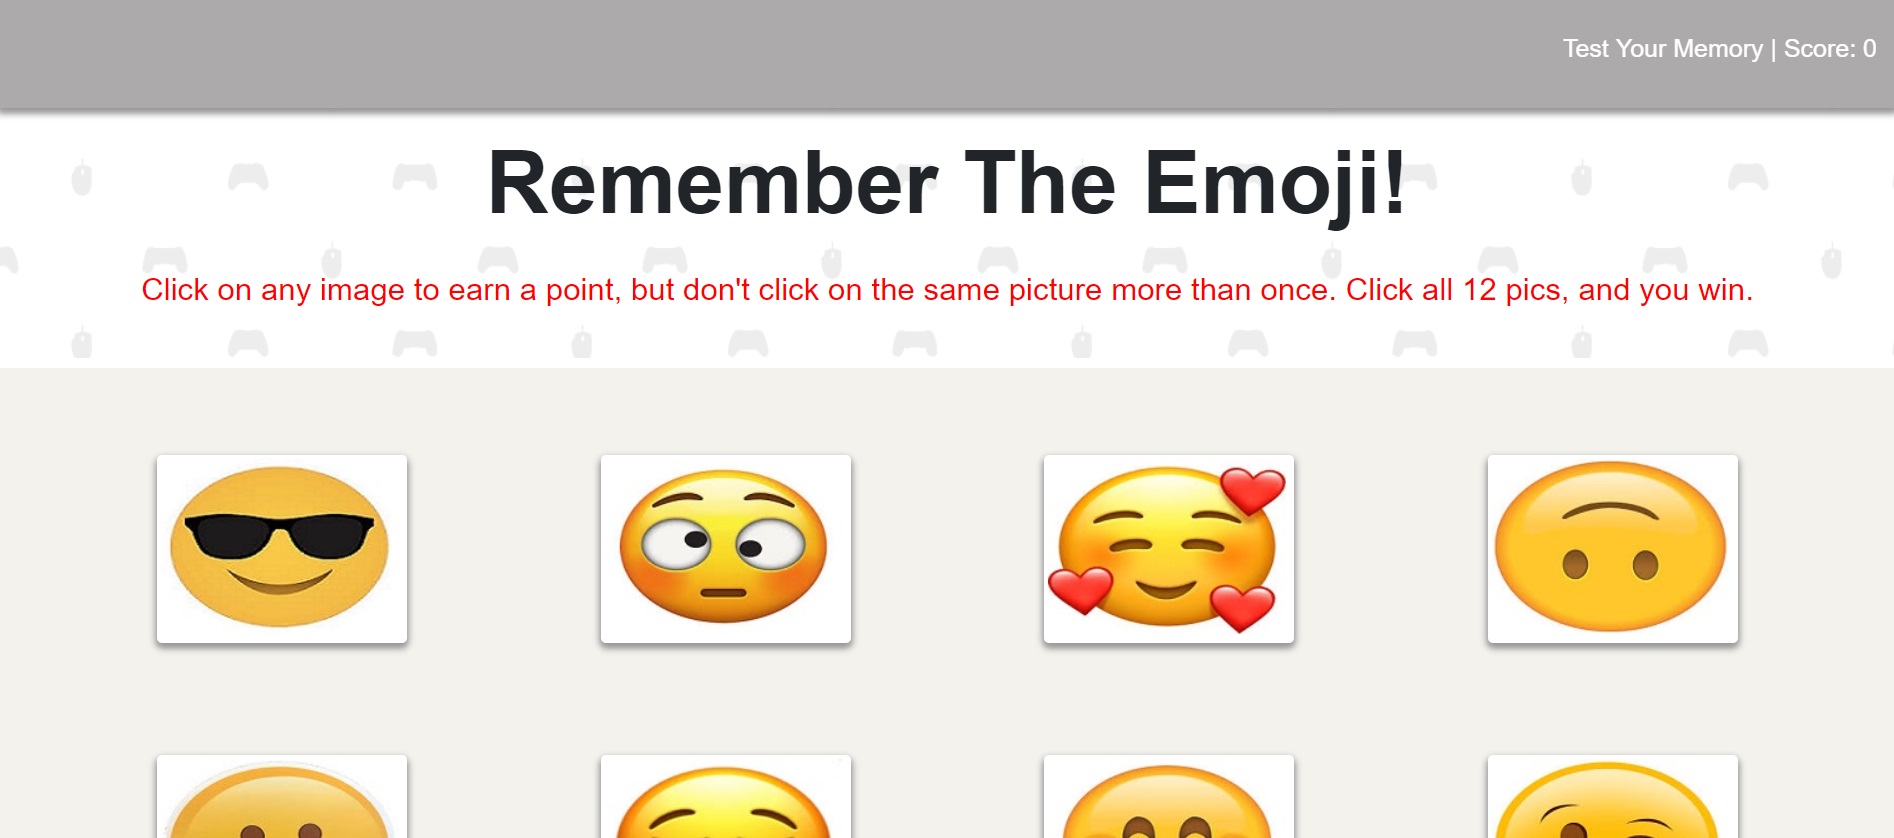 Test Your Memory | Score: 0
Remember The Emoji!
Click on any image to earn a point, but don't click on the same picture more than once. Click all 12 pics, and you win.